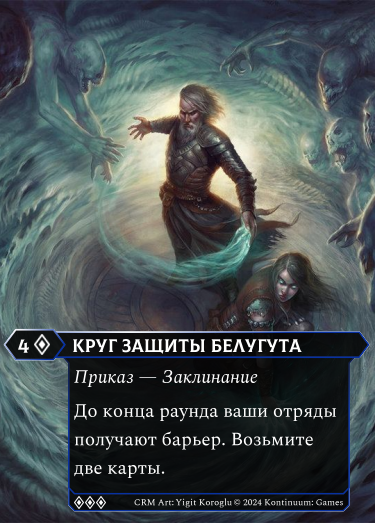 4 КРУГ ЗАЩИТЫ БЕЛУГУТА
Приказ — Заклинание
До конца раунда ваши отряды
получают барьер. Возьмите
две карты.
CRM Art: Yigit Koroglu © 2024 Kontinuum: Games